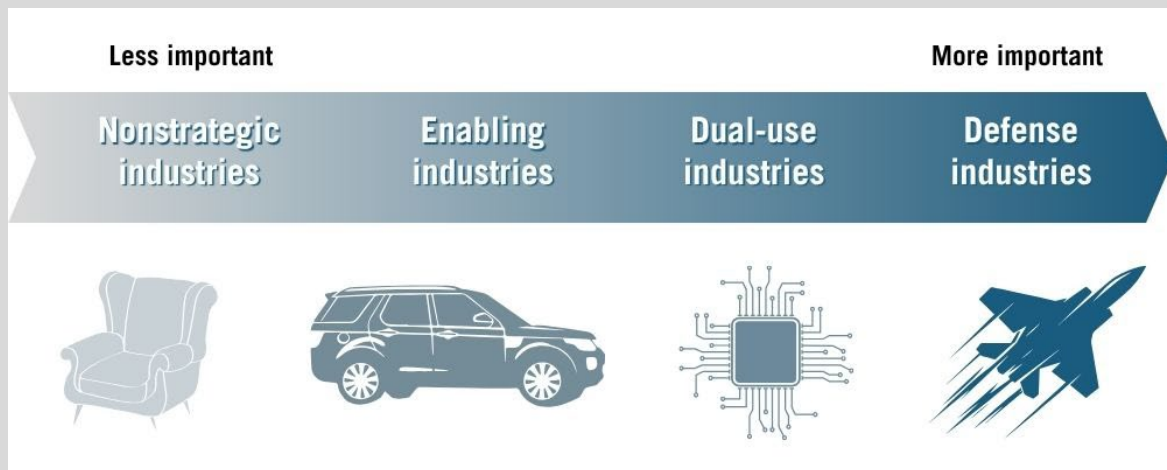 Less important
More important
Nonstrategic
industries
Enabling
industries
Dual-use
industries
Defense
industries